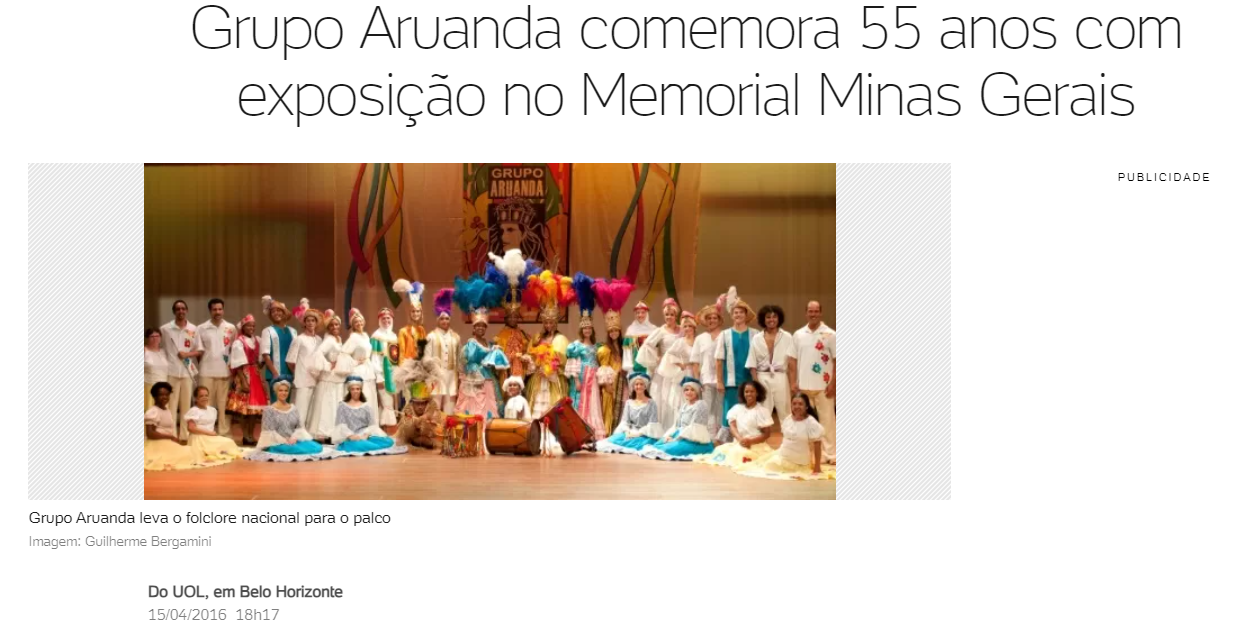 Grupo Aruanda comemora 55 anos com
exposição no Memorial Minas Gerais
PUBLICIDADE
GRUPO
ARUANDA
Grupo Aruanda leva o folclore nacional para o palco
Imagem: Guilherme Bergamini
Do UOL, em Belo Horizonte
15/04/2016 18h17